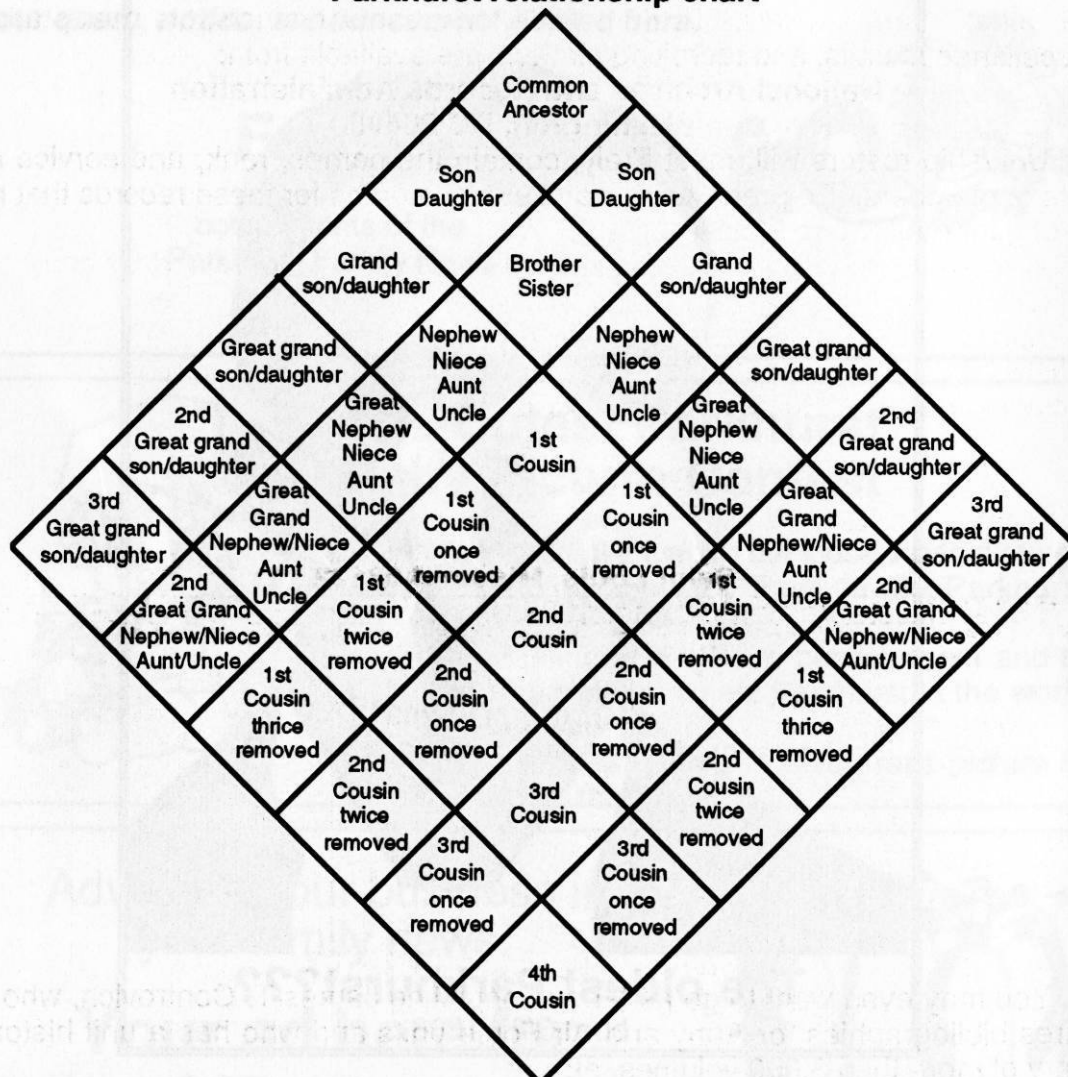 Parkhurst relationship chart
Common
Ancestor
Son
Daughter
Son
Daughter
Grand
son/daughter
Brother
Sister
Grand
son/daughter
Great grand
son/daughter
Nephew
Niece
Aunt
Uncle
Nephew
Niece
Aunt
Uncle
Great grand
son/daughter
2nd
Great grand
son/daughter
Great
Nephew
Niece
Aunt
Uncle
1st
Cousin
Great
Nephew
Niece
Aunt
Uncle
2nd
Great grand
son/daughter
3rd
Great grand
son/daughter
Great
Grand
Nephew/Niece
Aunt
Uncle
1st
Cousin
once
removed
1st
Cousin
once
removed
Great
Grand
Nephew/Niece
Aunt
Uncle
3rd
Great grand
son/daughter
2nd
Great Grand
Nephew/Niece
Aunt/Uncle
1st
Cousin
twice
removed
2nd
Cousin
1st
Cousin
twice
removed
2nd
Great Grand
Nephew/Niece
Aunt/Uncle
1st
Cousin
thrice
removed
2nd
Cousin
once
removed
2nd
Cousin
once
removed
1st
Cousin
thrice
removed
2nd
Cousin
twice
removed
3rd
Cousin
2nd
Cousin
twice
removed
3rd
Cousin
once
removed
3rd
Cousin
once
removed
4th
Cousin